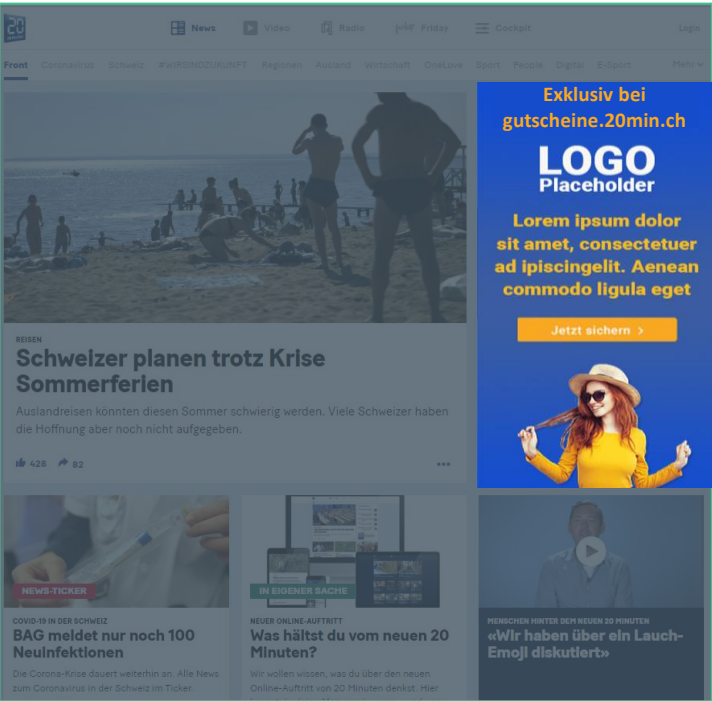 20
News
Video
Radio
Friday
Cockpit
Login
Front Coronavirus Schweiz #WIRSINDZUKUNFT Regionen Ausland Wirtschaft OneLove Sport People Digital E-Sport Mehr
Exklusiv bei
gutscheine.20min.ch
LOGO
Placeholder
Lorem ipsum dolor
sit amet, consectetuer
ad ipiscingelit. Aenean
commodo ligula eget
Jetzt sichern >
REISEN
Schweizer planen trotz Krise
Sommerferien
Auslandreisen könnten diesen Sommer schwierig werden. Viele Schweizer haben
die Hoffnung aber noch nicht aufgegeben.
428 82
NEWS-TICKER
COVID-19 IN DER SCHWEIZ
BAG meldet nur noch 100
Neuinfektionen
Die Corona-Krise dauert weiterhin an. Alle News
zum Coronavirus in der Schweiz im Ticker.
IN EIGENER SACHE
NEUER ONLINE-AUFTRITT
Was hältst du vom neuen 20
Minuten?
Wir wollen wissen, was du über den neuen
Online-Auftritt von 20 Minuten denkst. Hier
MENSCHEN HINTER DEM NEUEN 20 MINUTEN
«Wir haben über ein Lauch-
Emoji diskutiert»